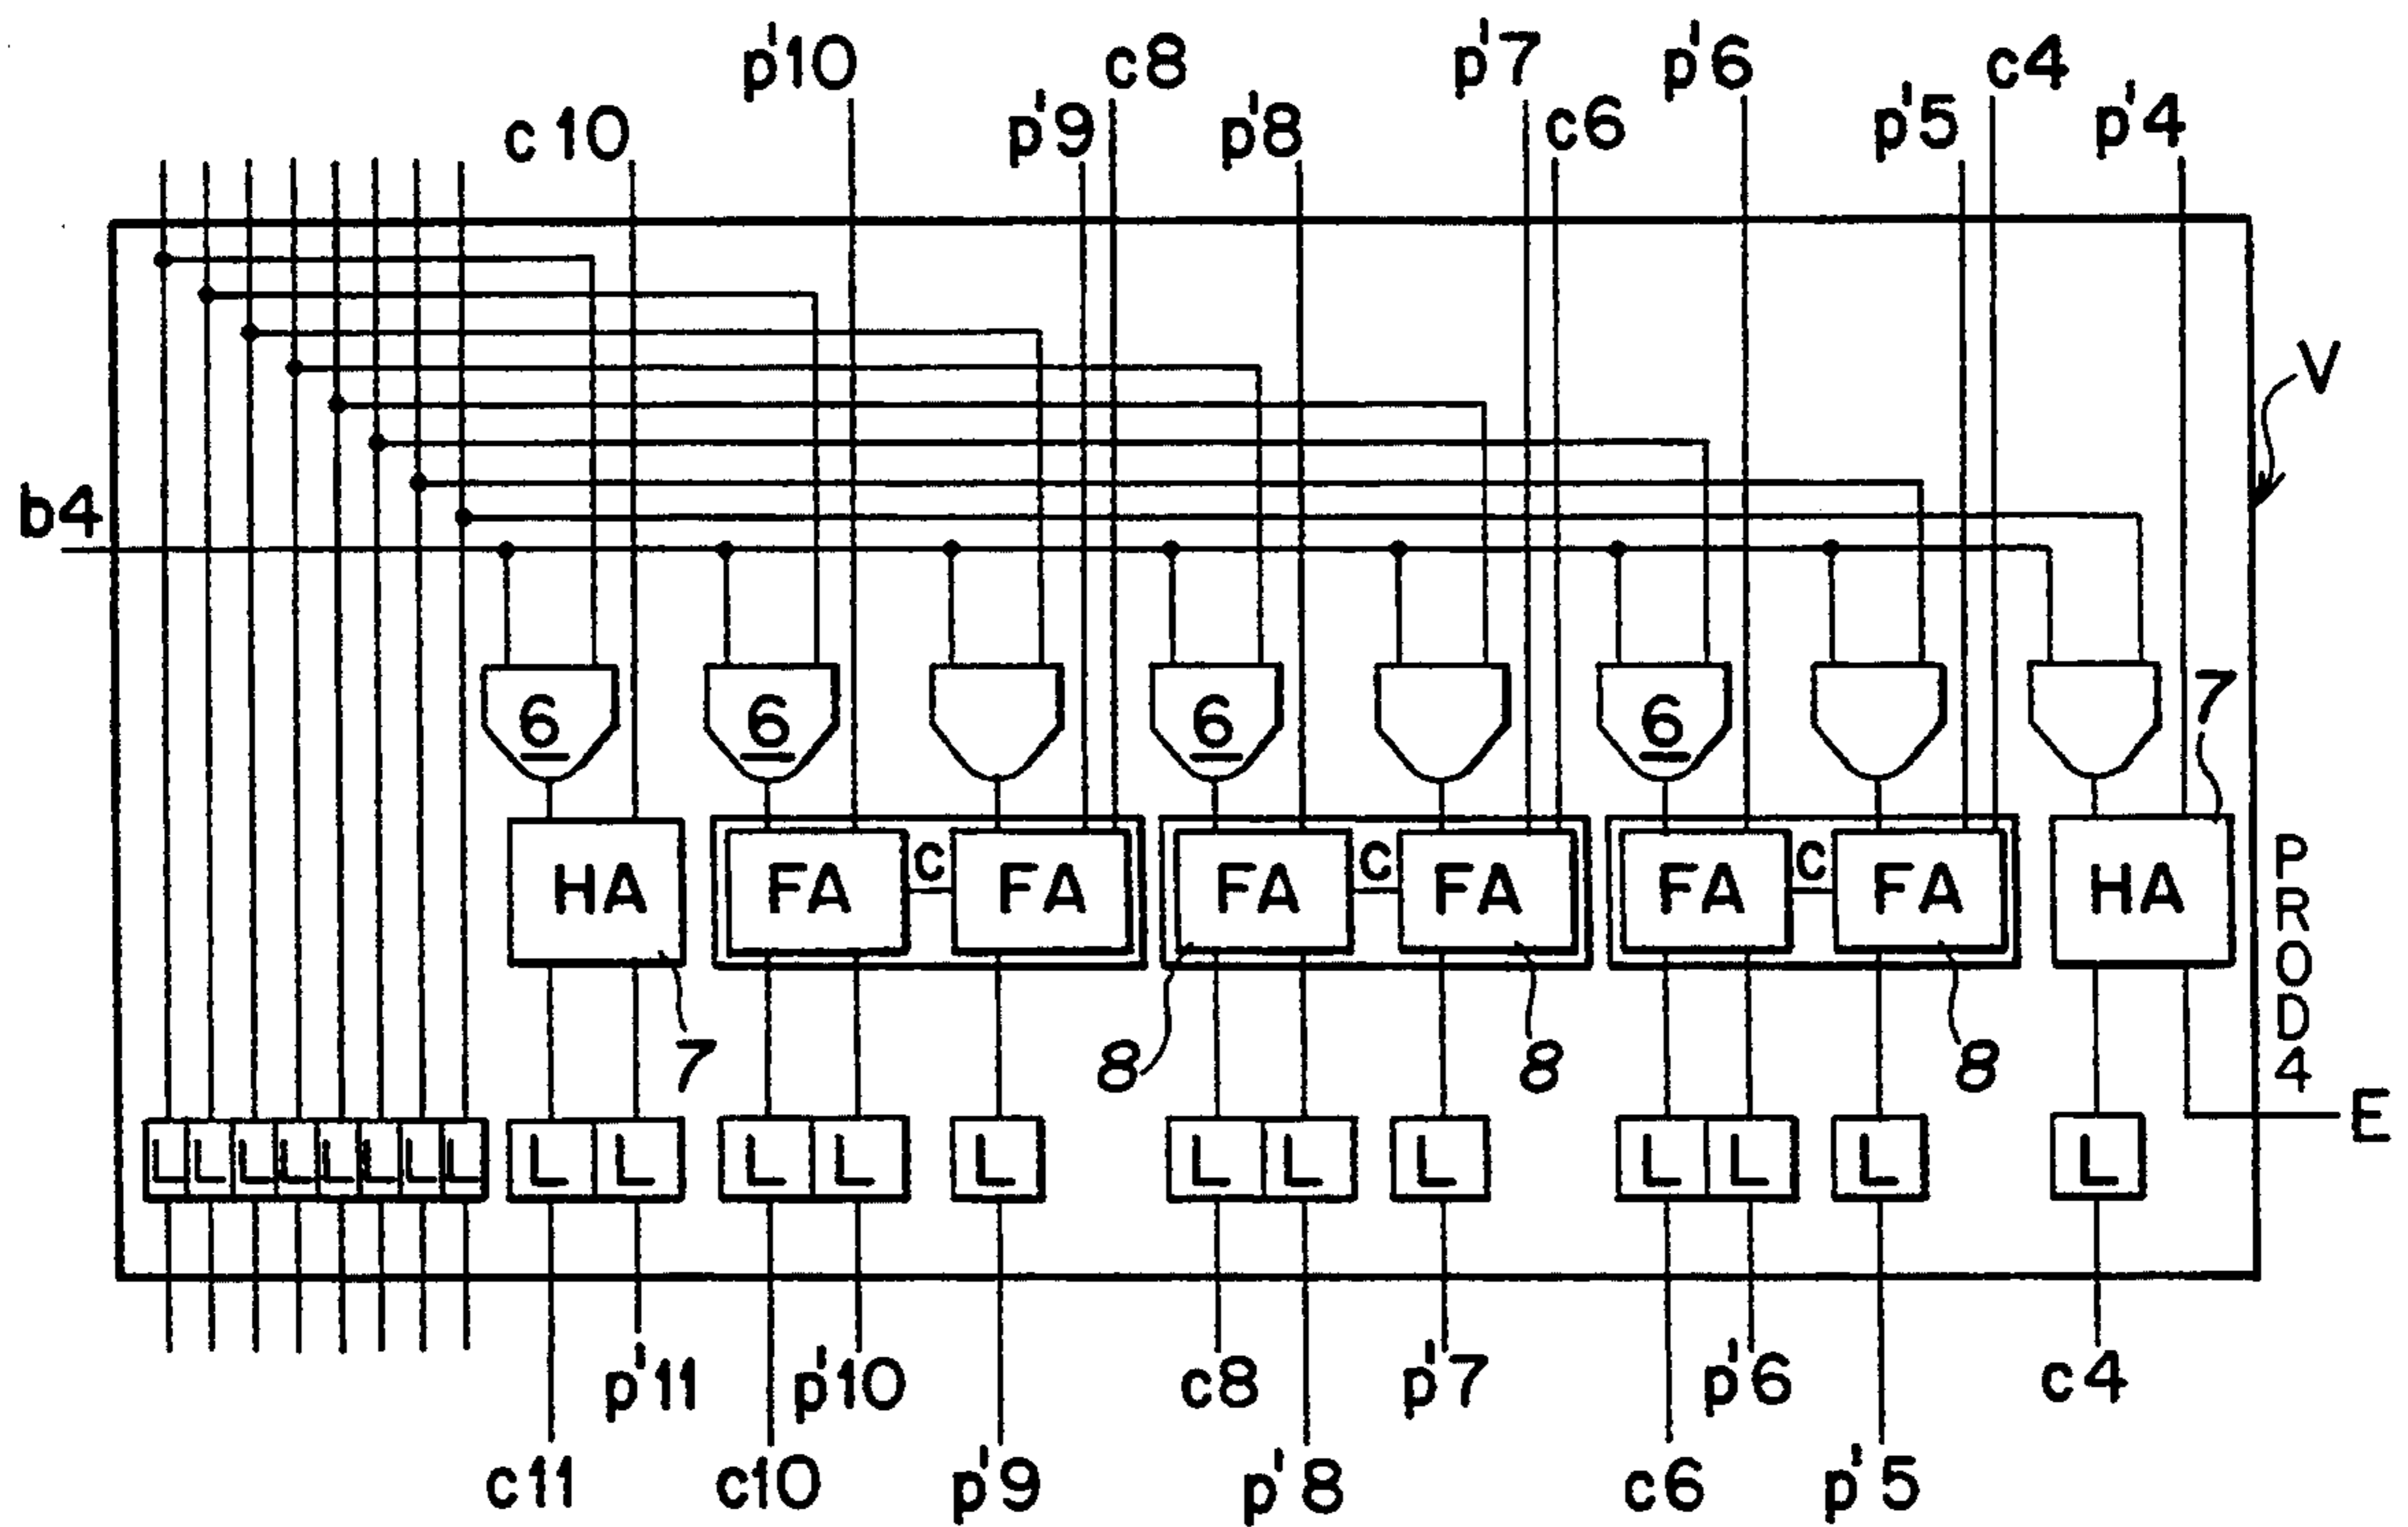 p'10 c8 p'7 p'6 c4
c10 p'9 p'8 c6 p'5 p'4
V
b4
6 6 6 6
7
HA FA C FA FA C FA FA C FA HA
PROD4
7 8 8 8
E
L L L L L L L L L L L L L L L L L L L L
p'11 p'10 c8 p'7 p'6 c4
c11 c10 p'9 p'8 c6 p'5